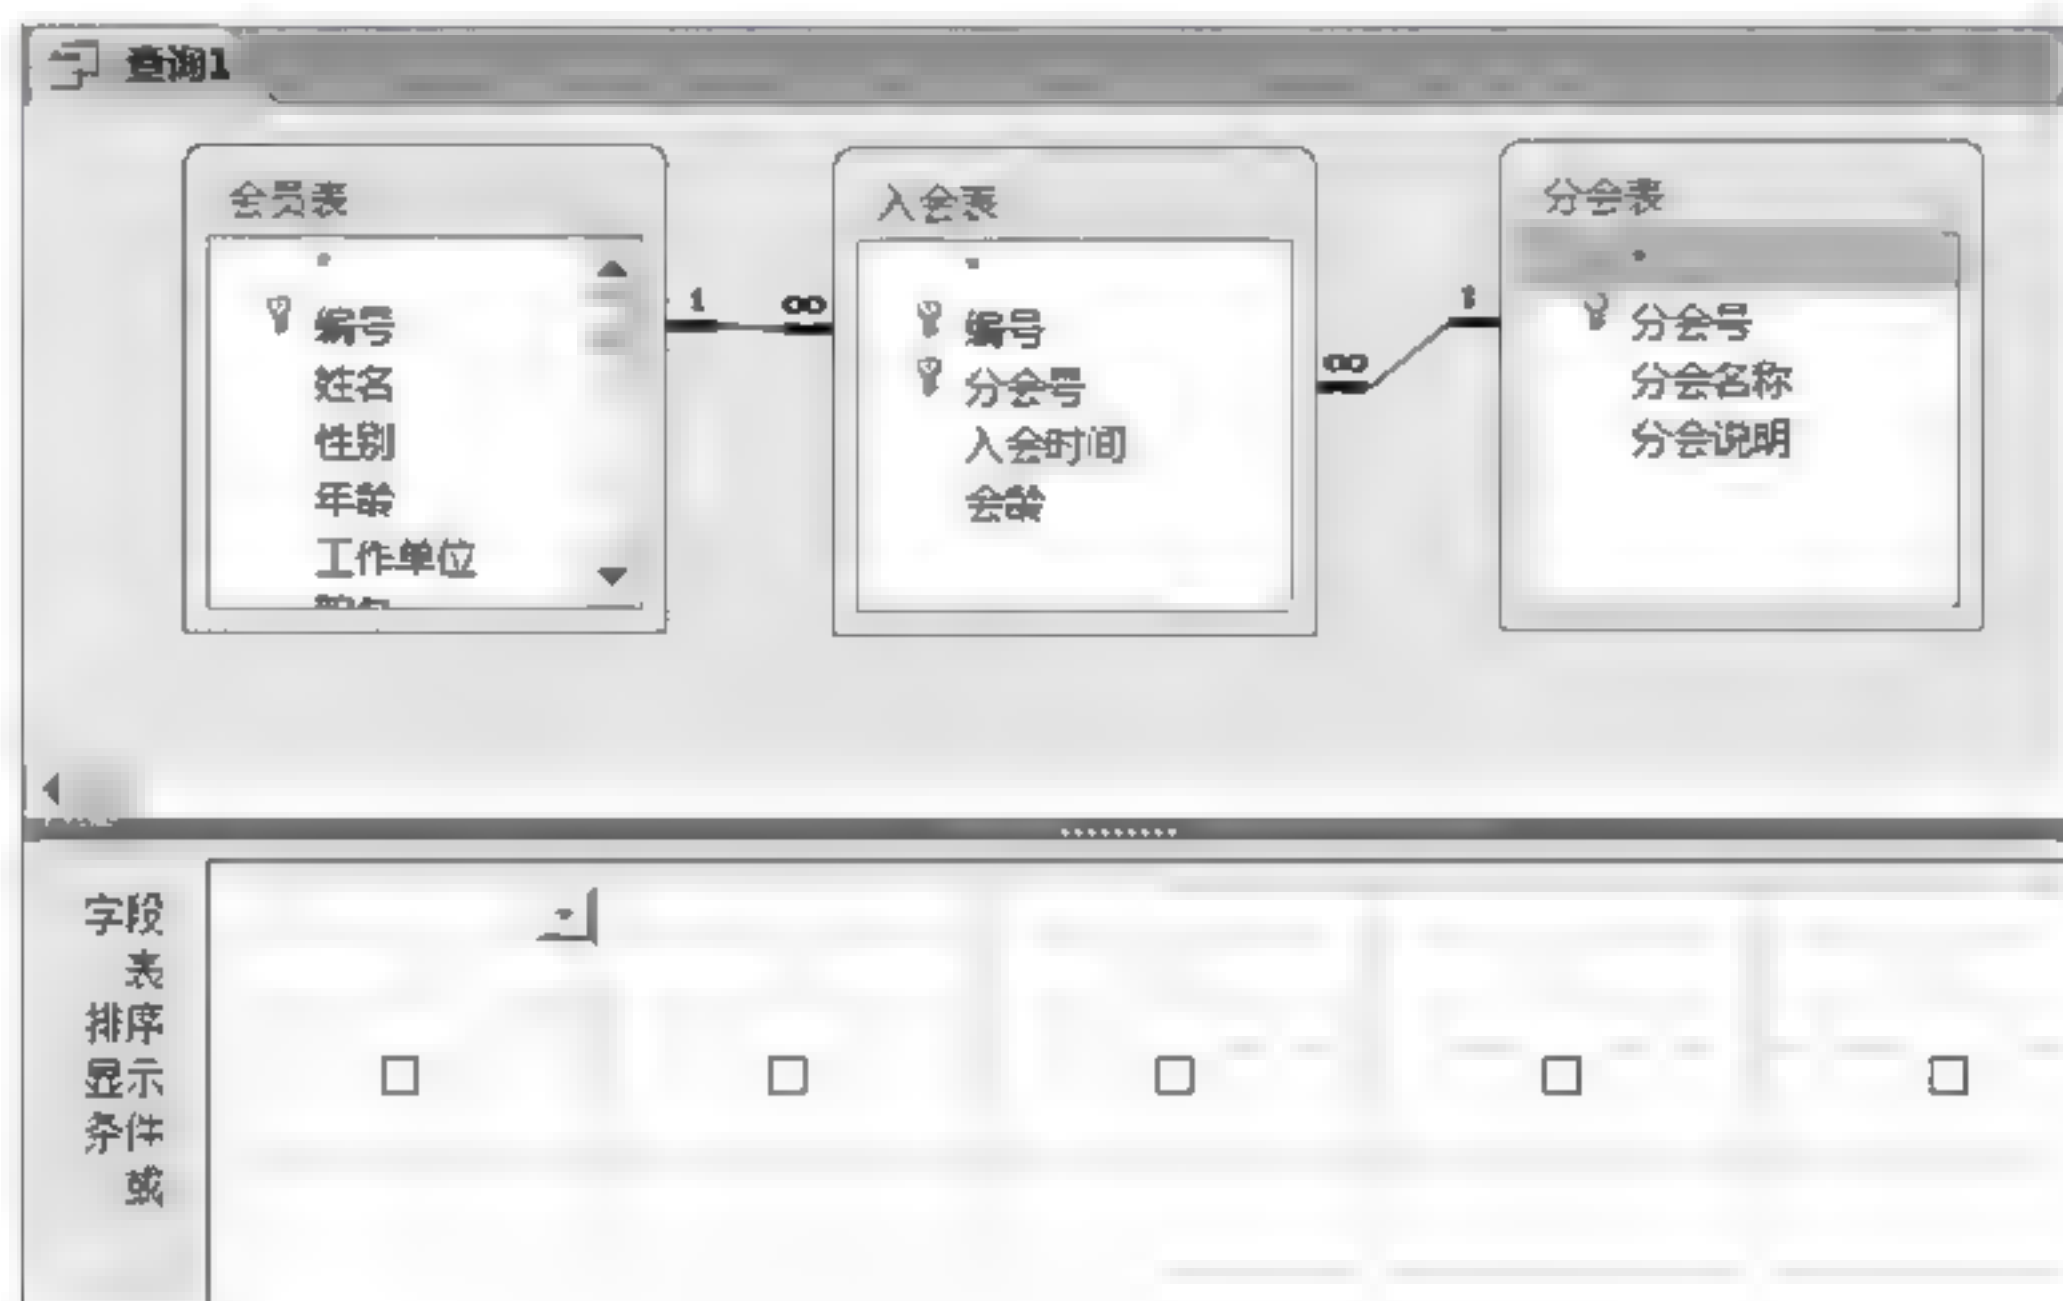 查询1
会员表
*
编号
姓名
性别
年龄
工作单位
1
∞
入会表
*
编号
分会号
入会时间
会龄
∞
1
分会表
*
分会号
分会名称
分会说明
字段
表
排序
显示
条件
或